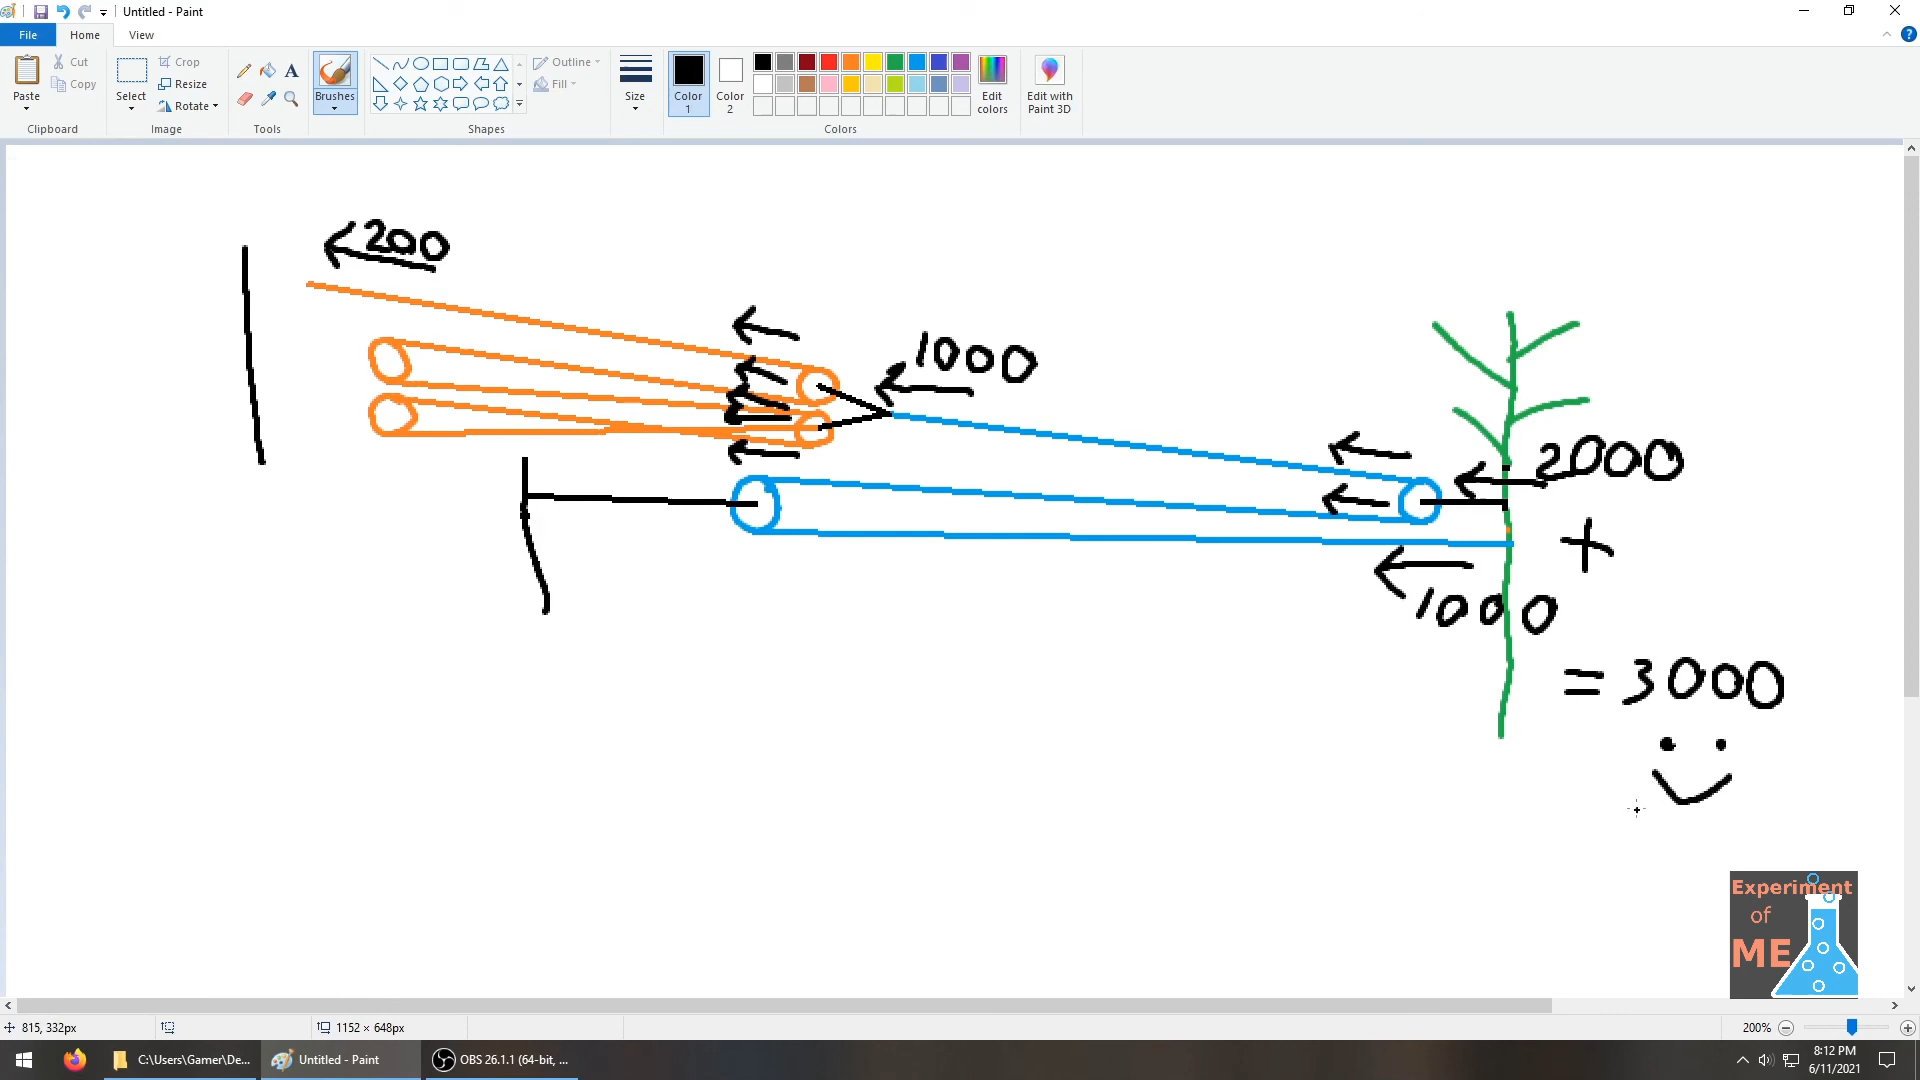 Untitled - Paint
File Home View
Paste
Cut
Copy
Clipboard
Select
Crop
Resize
Rotate
Image
A
Tools
Brushes
Shapes
Outline
Fill
Size
Color 1
Color 2
Edit colors
Colors
Edit with Paint 3D
200
1000
2000
+
1000
= 3000
Experiment
of
ME
815, 332px
1152 × 648px
200%
C:\Users\Gamer\De...
Untitled - Paint
OBS 26.1.1 (64-bit, ...
8:12 PM
6/11/2021